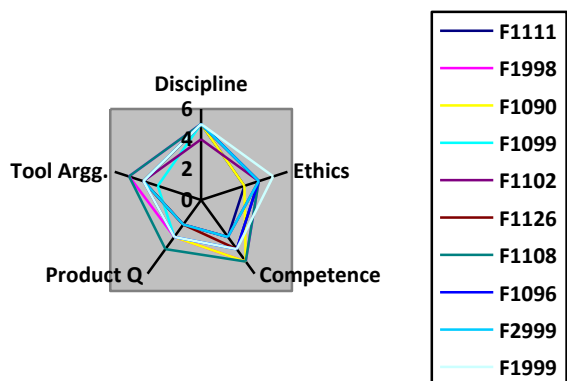 Discipline
6
4
2
0
Tool Argg.
Ethics
Product Q
Competence
F1111
F1998
F1090
F1099
F1102
F1126
F1108
F1096
F2999
F1999